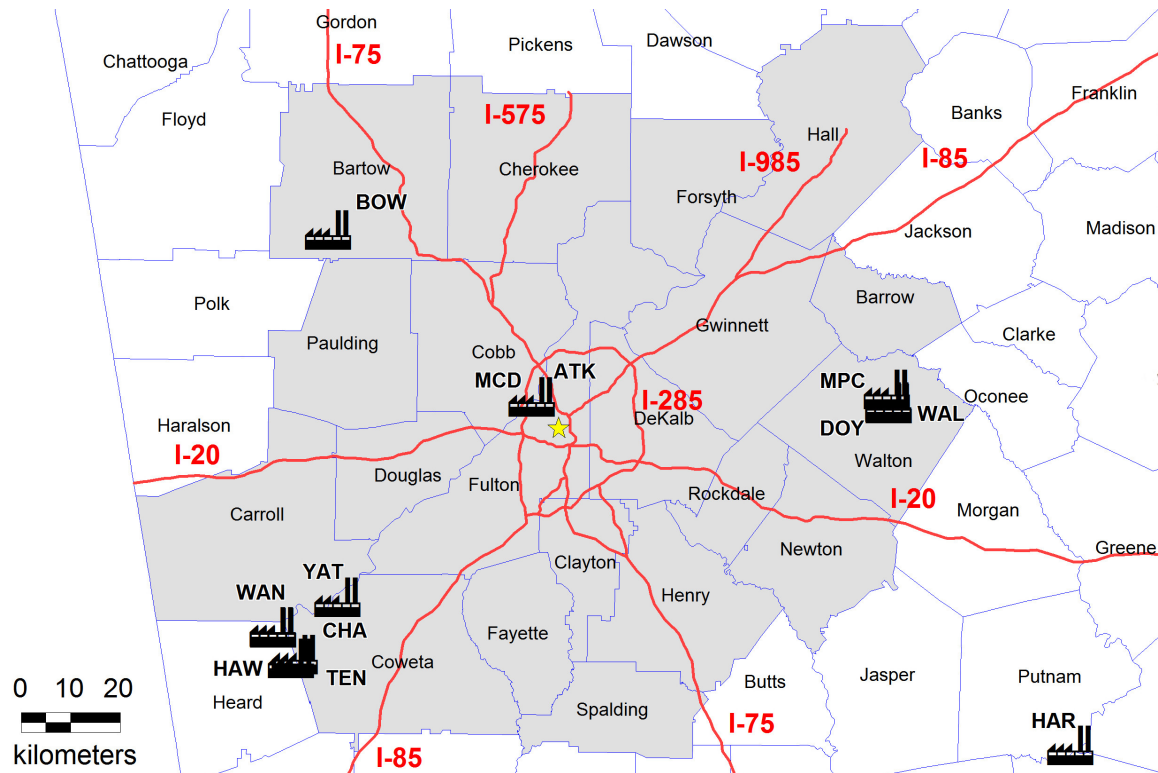 Gordon
Pickens
Dawson
I-75
Chattooga
Franklin
Floyd
I-575
Banks
Hall
I-985
I-85
Bartow
Cherokee
Forsyth
BOW
Jackson
Madison
Polk
Barrow
Gwinnett
Clarke
Paulding
Cobb
MCD
ATK
MPC
Oconee
I-285
DeKalb
WAL
DOY
Haralson
I-20
Walton
Douglas
Fulton
Rockdale
I-20
Carroll
Morgan
Greene
Newton
Clayton
YAT
WAN
Henry
CHA
Fayette
HAW
TEN
Coweta
Jasper
Putnam
Butts
0 10 20
Heard
Spalding
HAR
I-75
kilometers
I-85